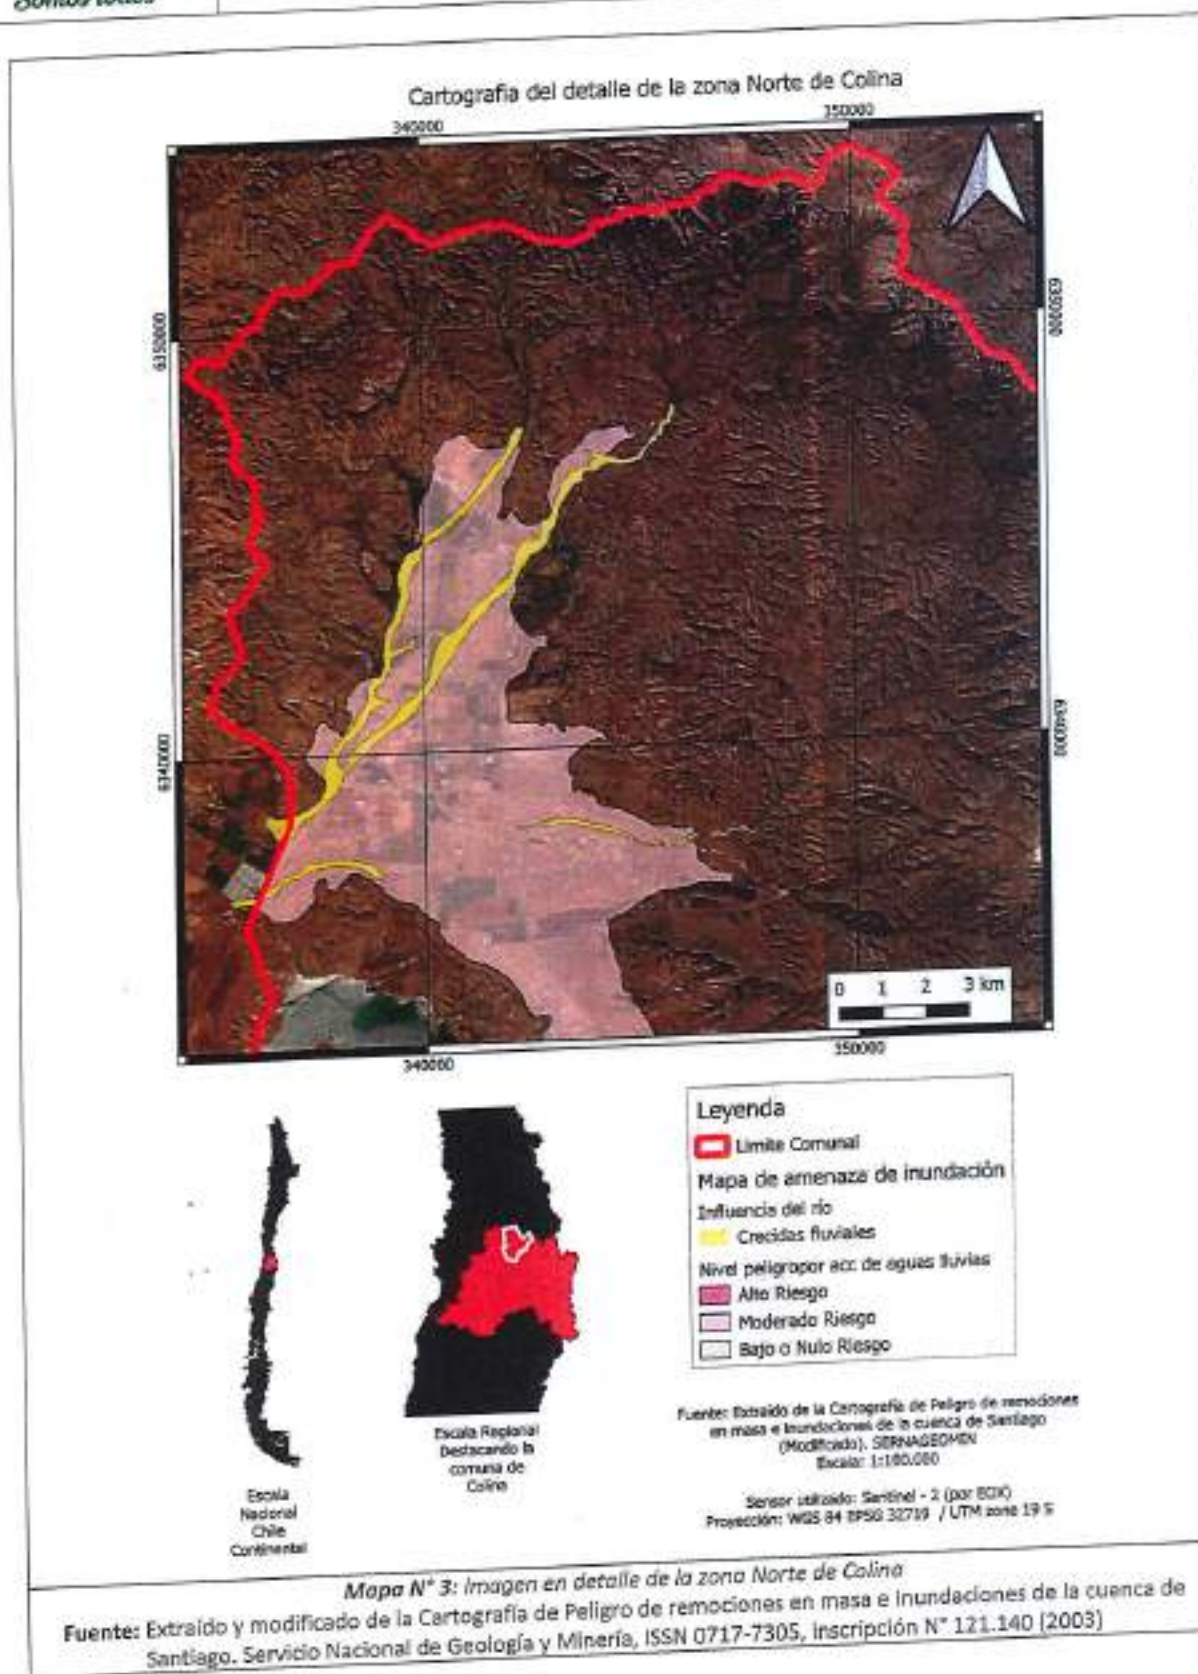 Somos todos
Cartografía del detalle de la zona Norte de Colina
340000
350000
6350000
6350000
6340000
6340000
0 1 2 3 km
340000
350000
Leyenda
Limite Comunal
Mapa de amenaza de inundación
Influencia del río
Crecidas fluviales
Nivel peligropor acc de aguas lluvias
Alto Riesgo
Moderado Riesgo
Bajo o Nulo Riesgo
Escala Nacional Chile Continental
Escala Regional
Destacando la
comuna de
Colina
Fuente: Extraído de la Cartografía de Peligro de remociones
en masa e inundaciones de la cuenca de Santiago
(Modificado). SERNAGEOMIN
Escala: 1:100.000
Sensor utilizado: Sentinel - 2 (por EOX)
Proyección: WGS 84 EPSG 32719 / UTM zone 19 S
Mapa N° 3: Imagen en detalle de la zona Norte de Colina
Fuente: Extraído y modificado de la Cartografía de Peligro de remociones en masa e inundaciones de la cuenca de
Santiago. Servicio Nacional de Geología y Minería, ISSN 0717-7305, Inscripción N° 121.140 (2003)